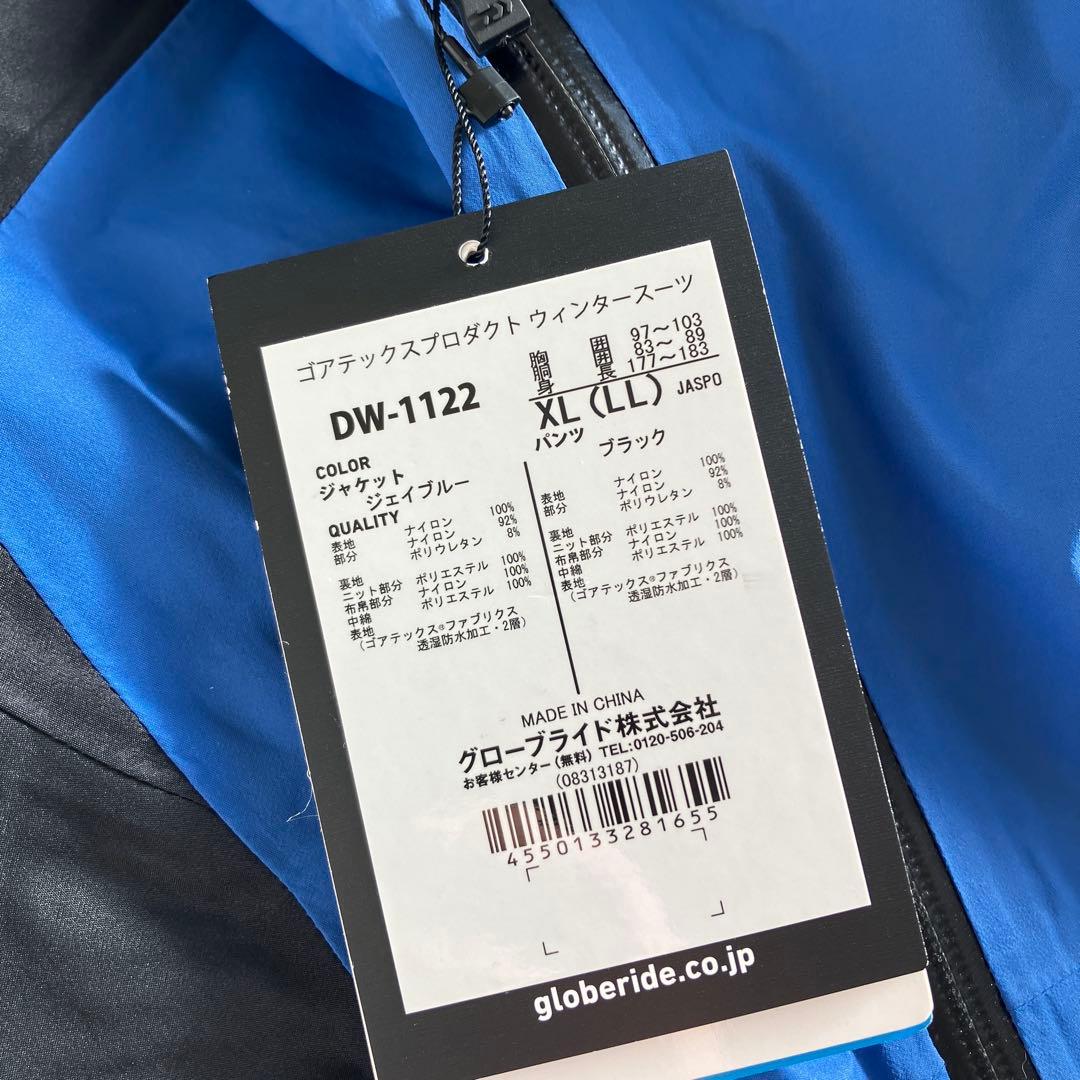 ゴアテックスプロダクト ウィンタースーツ
DW-1122
胸 囲 97～103
胴 囲 83～ 89
身 長 177～183
XL (LL) JASPO
COLOR
ジャケット
ジェイブルー
パンツ
ブラック
QUALITY
表地 ナイロン 100%
部分 ナイロン 92%
ポリウレタン 8%
裏地
ニット部分 ポリエステル 100%
布帛部分 ナイロン 100%
中綿 ポリエステル 100%
表地
(ゴアテックス®ファブリクス
透湿防水加工・2層)
表地 ナイロン 100%
部分 ナイロン 92%
ポリウレタン 8%
裏地
ニット部分 ポリエステル 100%
布帛部分 ナイロン 100%
中綿 ポリエステル 100%
表地
(ゴアテックス®ファブリクス
透湿防水加工・2層)
MADE IN CHINA
グローブライド株式会社
お客様センター(無料) TEL:0120-506-204
(08313187)
4550133281655
globeride.co.jp